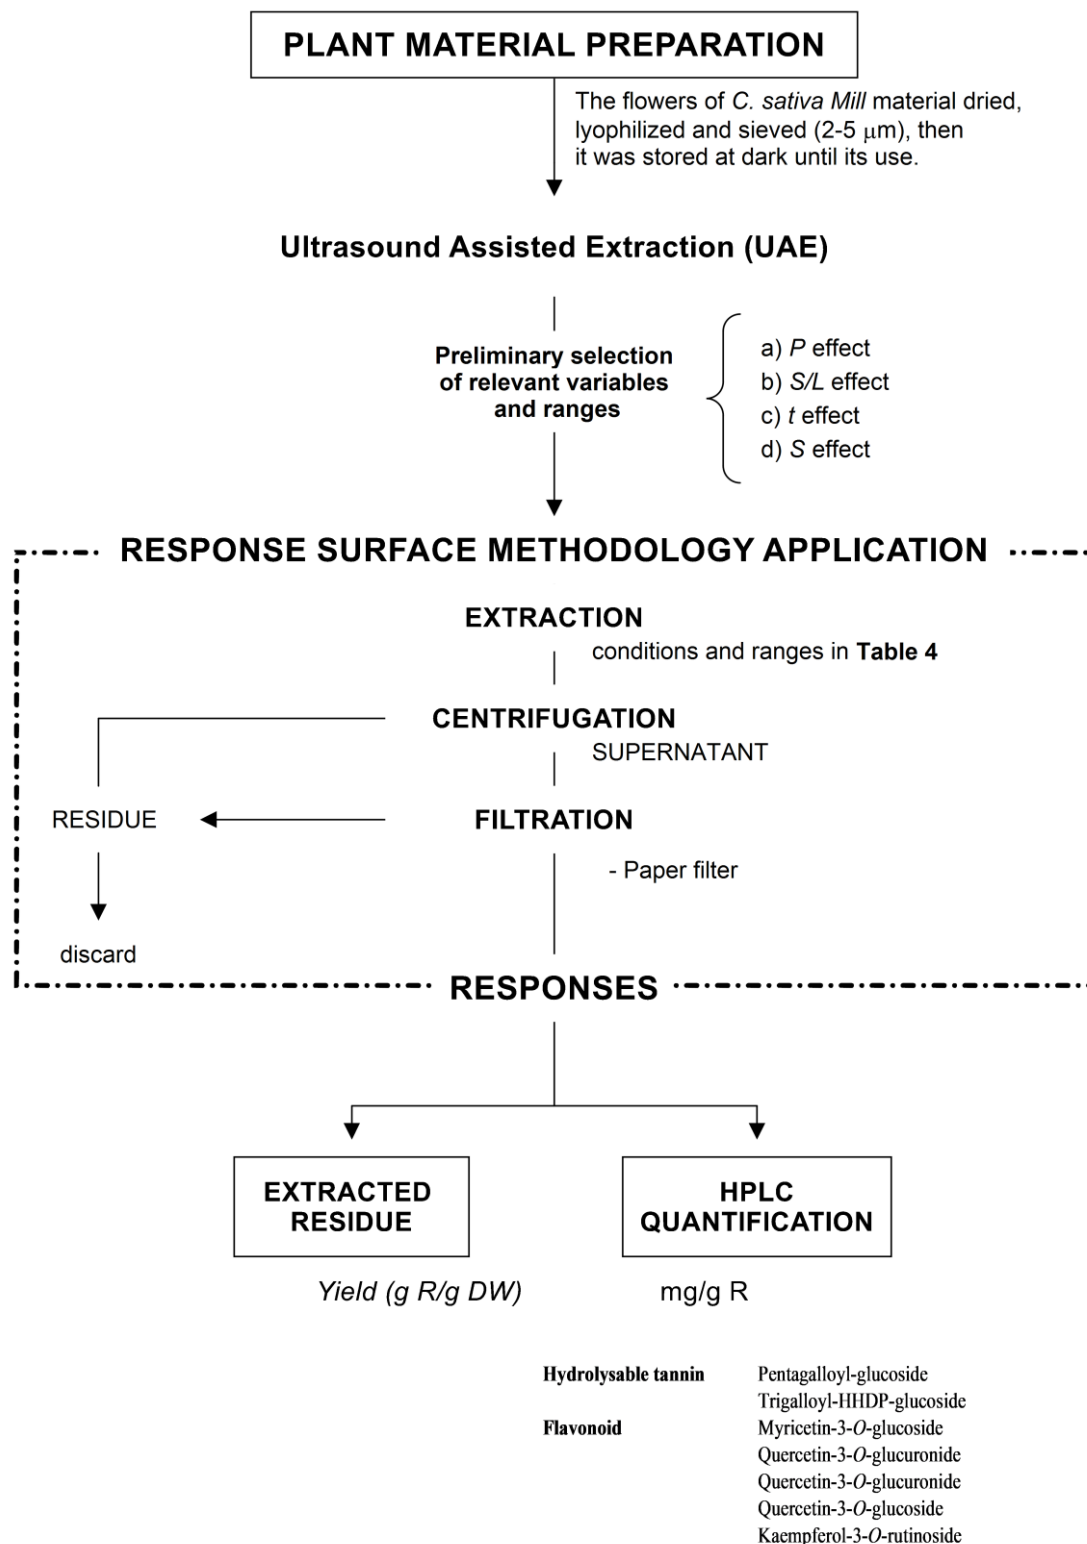 PLANT MATERIAL PREPARATION
The flowers of C. sativa Mill material dried,
lyophilized and sieved (2-5 μm), then
it was stored at dark until its use.
Ultrasound Assisted Extraction (UAE)
Preliminary selection
of relevant variables
and ranges
a) P effect
b) S/L effect
c) t effect
d) S effect
RESPONSE SURFACE METHODOLOGY APPLICATION
EXTRACTION
conditions and ranges in Table 4
CENTRIFUGATION
SUPERNATANT
RESIDUE
FILTRATION
- Paper filter
discard
RESPONSES
EXTRACTED
RESIDUE
HPLC
QUANTIFICATION
Yield (g R/g DW)
mg/g R
Hydrolysable tannin Pentagalloyl-glucoside
Trigalloyl-HHDP-glucoside
Flavonoid Myricetin-3-O-glucoside
Quercetin-3-O-glucuronide
Quercetin-3-O-glucuronide
Quercetin-3-O-glucoside
Kaempferol-3-O-rutinoside